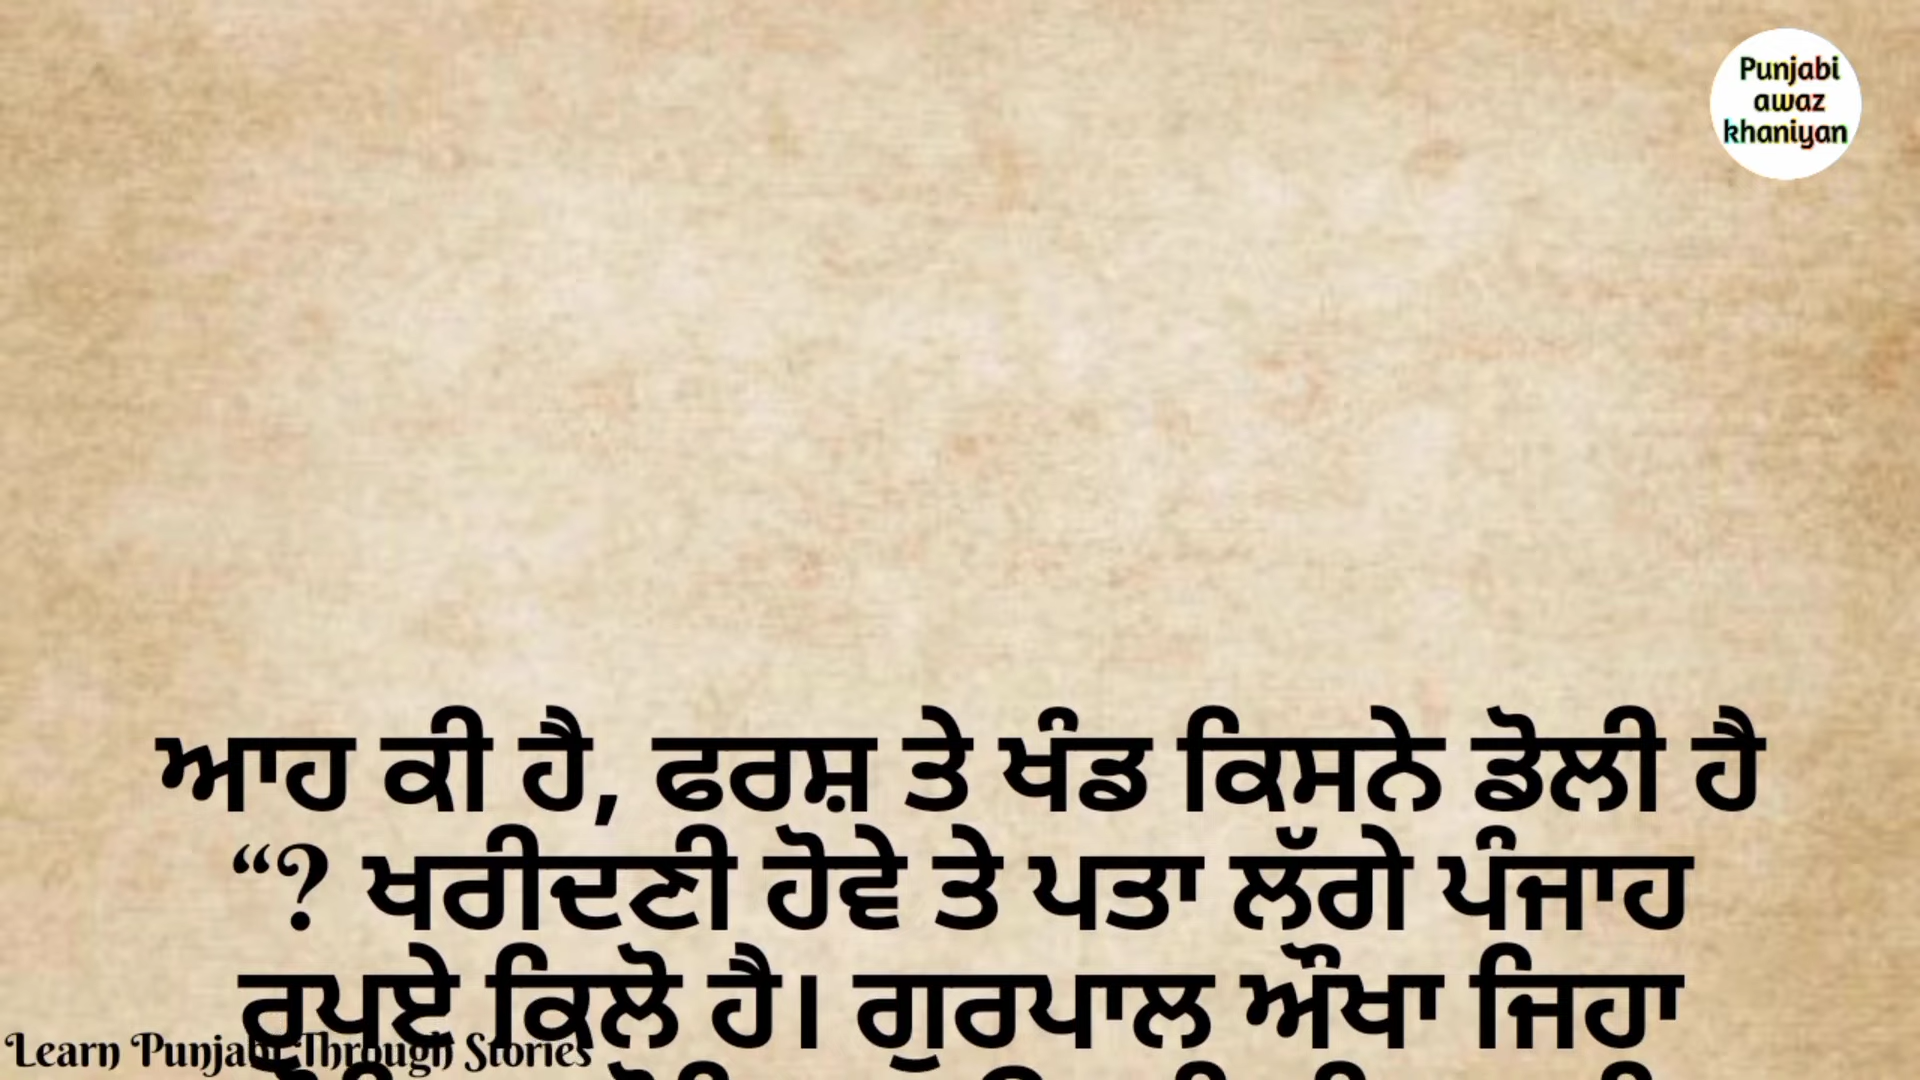 Punjabi
awaz
khaniyan
ਆਹ ਕੀ ਹੈ, ਫਰਸ਼ ਤੇ ਖੰਡ ਕਿਸਨੇ ਡੋਲੀ ਹੈ
“? ਖਰੀਦਣੀ ਹੋਵੇ ਤੇ ਪਤਾ ਲੱਗੇ ਪੰਜਾਹ
ਰੁਪਏ ਕਿਲੋ ਹੈ। ਗੁਰਪਾਲ ਔਖਾ ਜਿਹਾ
Learn Punjabi Through Stories